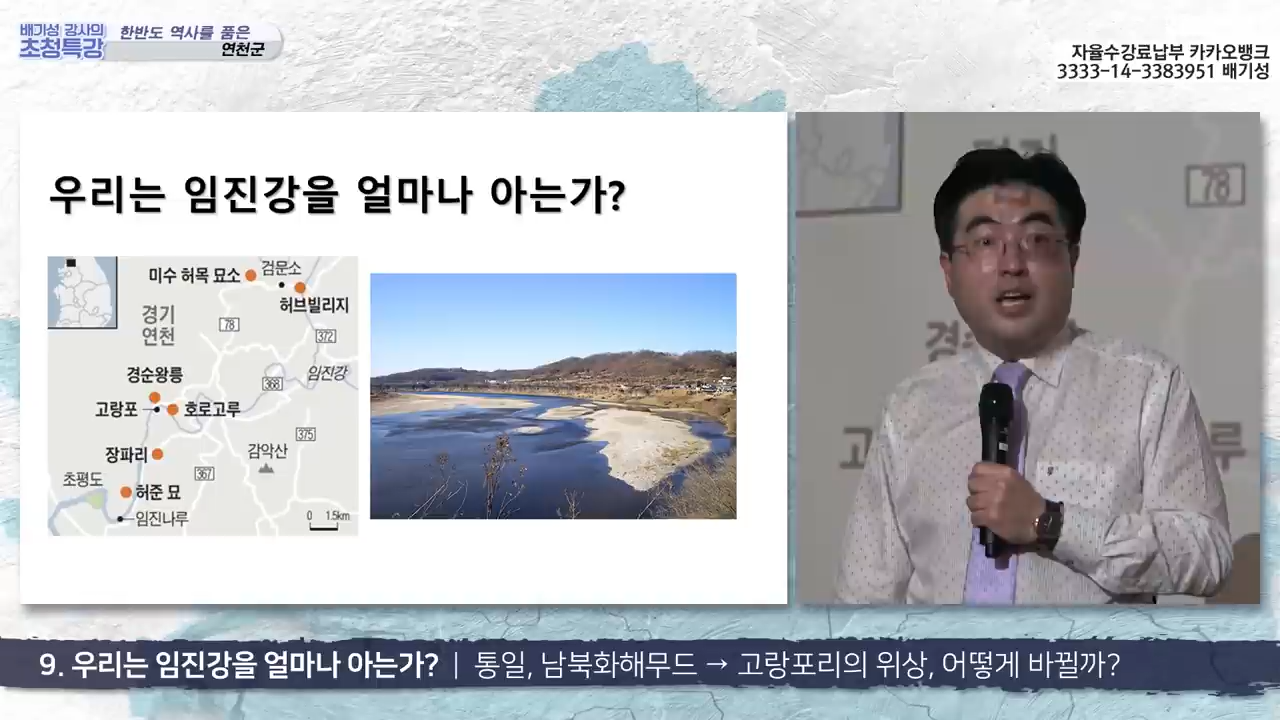 배기성 강사의
초청특강
한반도 역사를 품은
연천군
자율수강료납부 카카오뱅크
3333-14-3383951 배기성
우리는 임진강을 얼마나 아는가?
미수 허목 묘소
검문소
허브빌리지
경기
연천
78
372
임진강
경순왕릉
368
고랑포
호로고루
375
장파리
감악산
367
초평도
허준 묘
임진나루
0 1.5km
78
고
루
9. 우리는 임진강을 얼마나 아는가? | 통일, 남북화해무드 → 고랑포리의 위상, 어떻게 바뀔까?